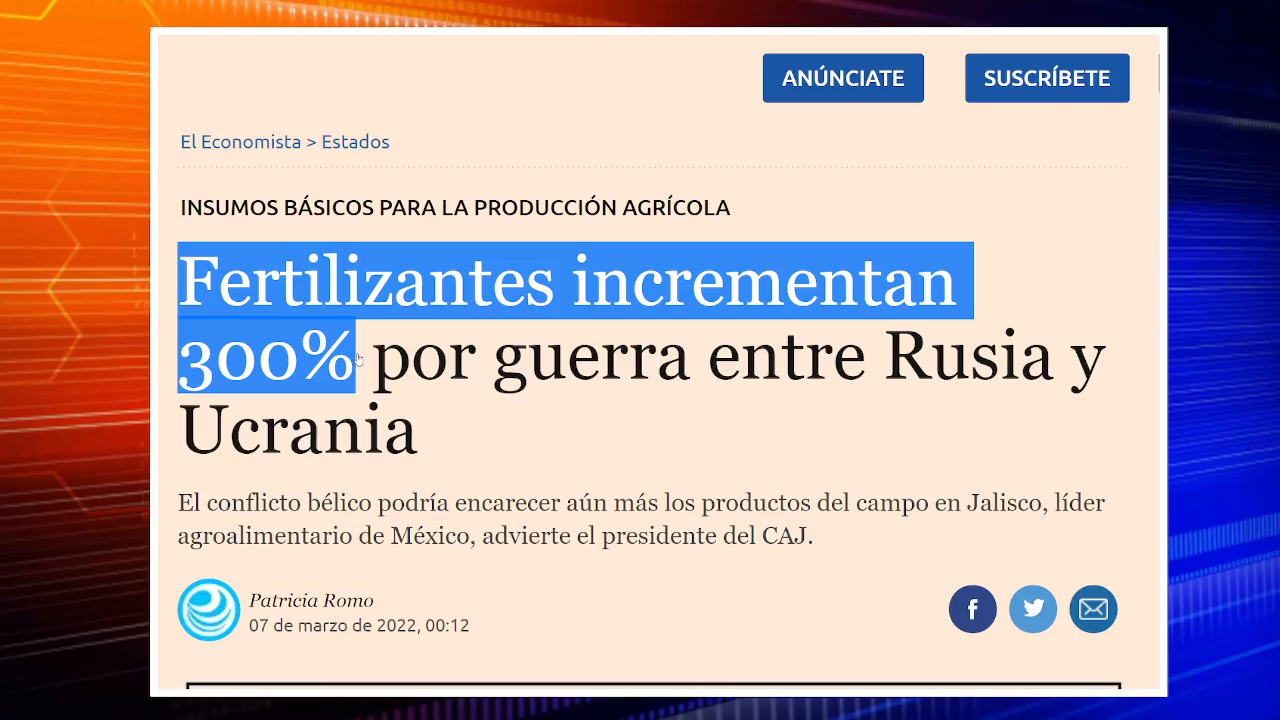 ANÚNCIATE
SUSCRÍBETE
El Economista > Estados
INSUMOS BÁSICOS PARA LA PRODUCCIÓN AGRÍCOLA
Fertilizantes incrementan
300% por guerra entre Rusia y
Ucrania
El conflicto bélico podría encarecer aún más los productos del campo en Jalisco, líder
agroalimentario de México, advierte el presidente del CAJ.
Patricia Romo
07 de marzo de 2022, 00:12